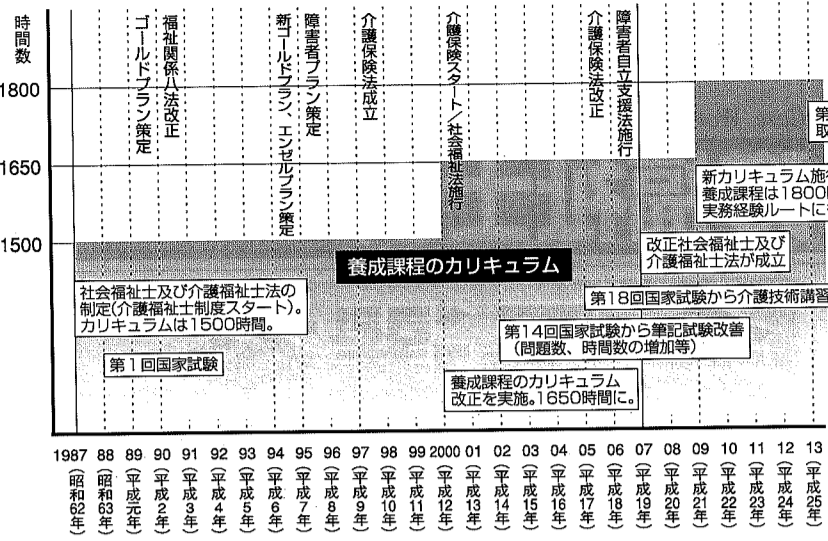 時間数
1800
1650
1500
ゴールドプラン策定
福祉関係八法改正
新ゴールドプラン、エンゼルプラン策定
障害者プラン策定
介護保険法成立
介護保険スタート/社会福祉法施行
介護保険法改正
障害者自立支援法施行
第
取
新カリキュラム施行
養成課程は1800
実務経験ルートに
改正社会福祉士及び
介護福祉士法が成立
養成課程のカリキュラム
社会福祉士及び介護福祉士法の
制定(介護福祉士制度スタート)。
カリキュラムは1500時間。
第18回国家試験から介護技術講習
第14回国家試験から筆記試験改善
(問題数、時間数の増加等)
第1回国家試験
養成課程のカリキュラム
改正を実施。1650時間に。
1987 88 89 90 91 92 93 94 95 96 97 98 99 2000 01 02 03 04 05 06 07 08 09 10 11 12 13
(昭和62年)
(昭和63年)
(平成元年)
(平成2年)
(平成3年)
(平成4年)
(平成5年)
(平成6年)
(平成7年)
(平成8年)
(平成9年)
(平成10年)
(平成11年)
(平成12年)
(平成13年)
(平成14年)
(平成15年)
(平成16年)
(平成17年)
(平成18年)
(平成19年)
(平成20年)
(平成21年)
(平成22年)
(平成23年)
(平成24年)
(平成25年)